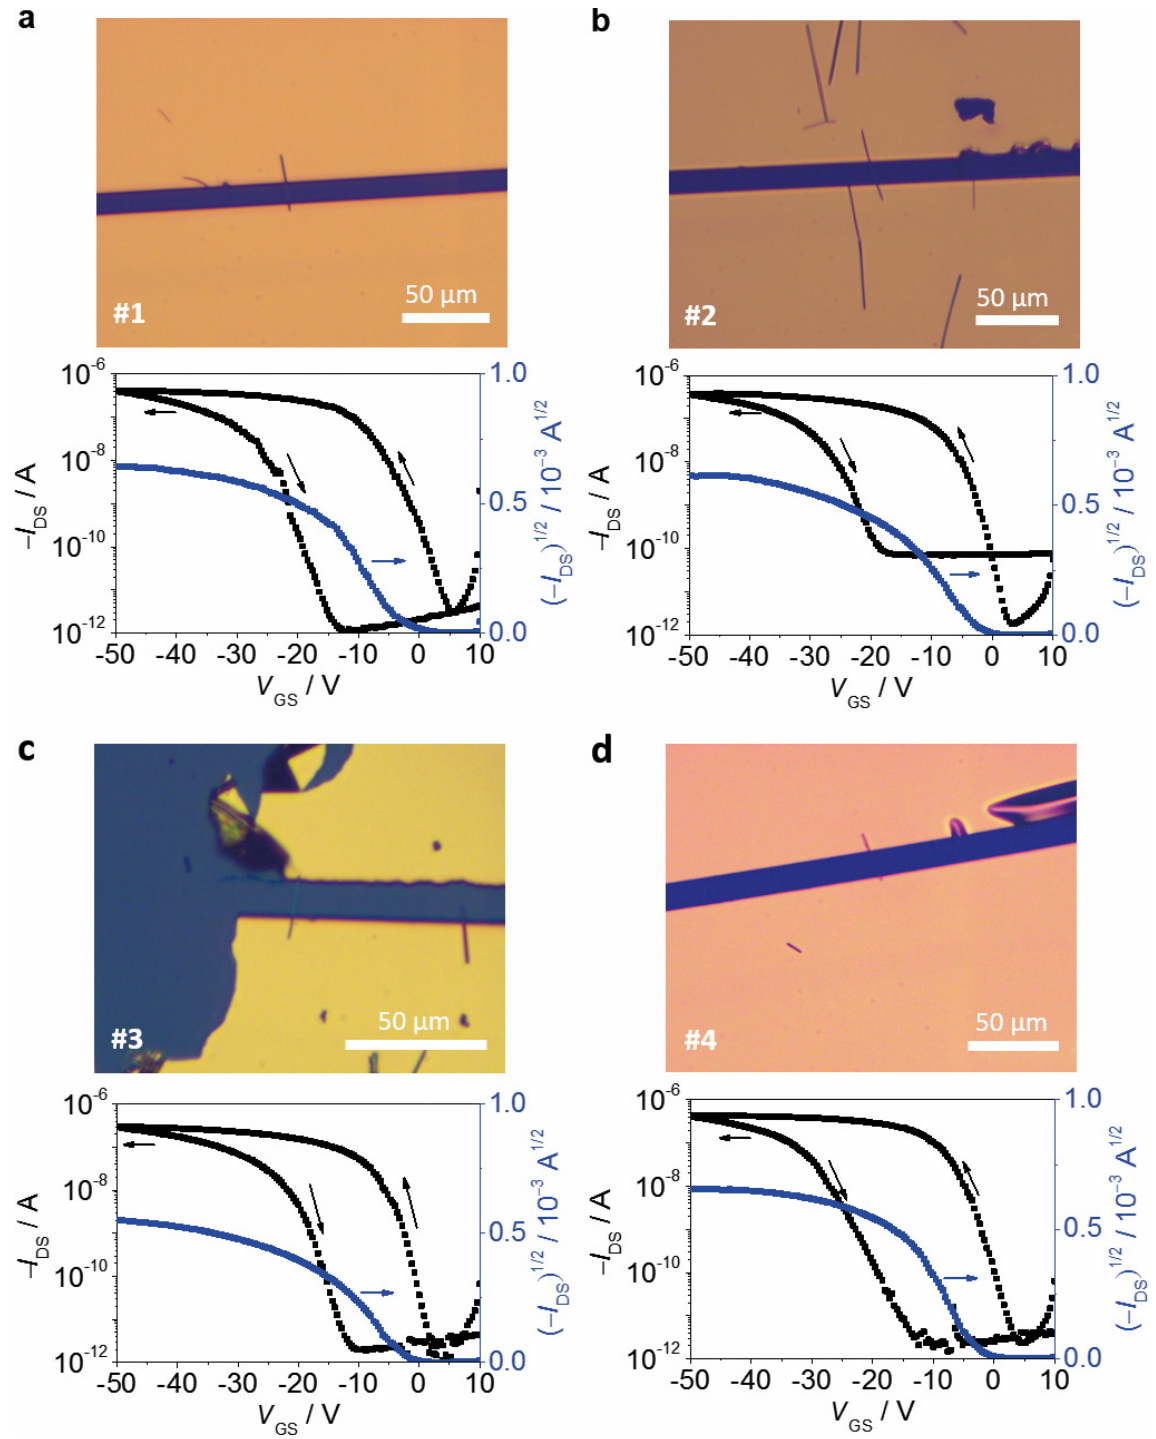 a
50 μm
#1
10⁻⁶
10⁻⁸
10⁻¹⁰
10⁻¹²
−I_DS / A
1.0
0.5
0.0
(−I_DS)^1/2 / 10⁻³ A^1/2
-50 -40 -30 -20 -10 0 10
V_GS / V
b
50 μm
#2
10⁻⁶
10⁻⁸
10⁻¹⁰
10⁻¹²
−I_DS / A
1.0
0.5
0.0
(−I_DS)^1/2 / 10⁻³ A^1/2
-50 -40 -30 -20 -10 0 10
V_GS / V
c
50 μm
#3
10⁻⁶
10⁻⁸
10⁻¹⁰
10⁻¹²
−I_DS / A
1.0
0.5
0.0
(−I_DS)^1/2 / 10⁻³ A^1/2
-50 -40 -30 -20 -10 0 10
V_GS / V
d
50 μm
#4
10⁻⁶
10⁻⁸
10⁻¹⁰
10⁻¹²
−I_DS / A
1.0
0.5
0.0
(−I_DS)^1/2 / 10⁻³ A^1/2
-50 -40 -30 -20 -10 0 10
V_GS / V